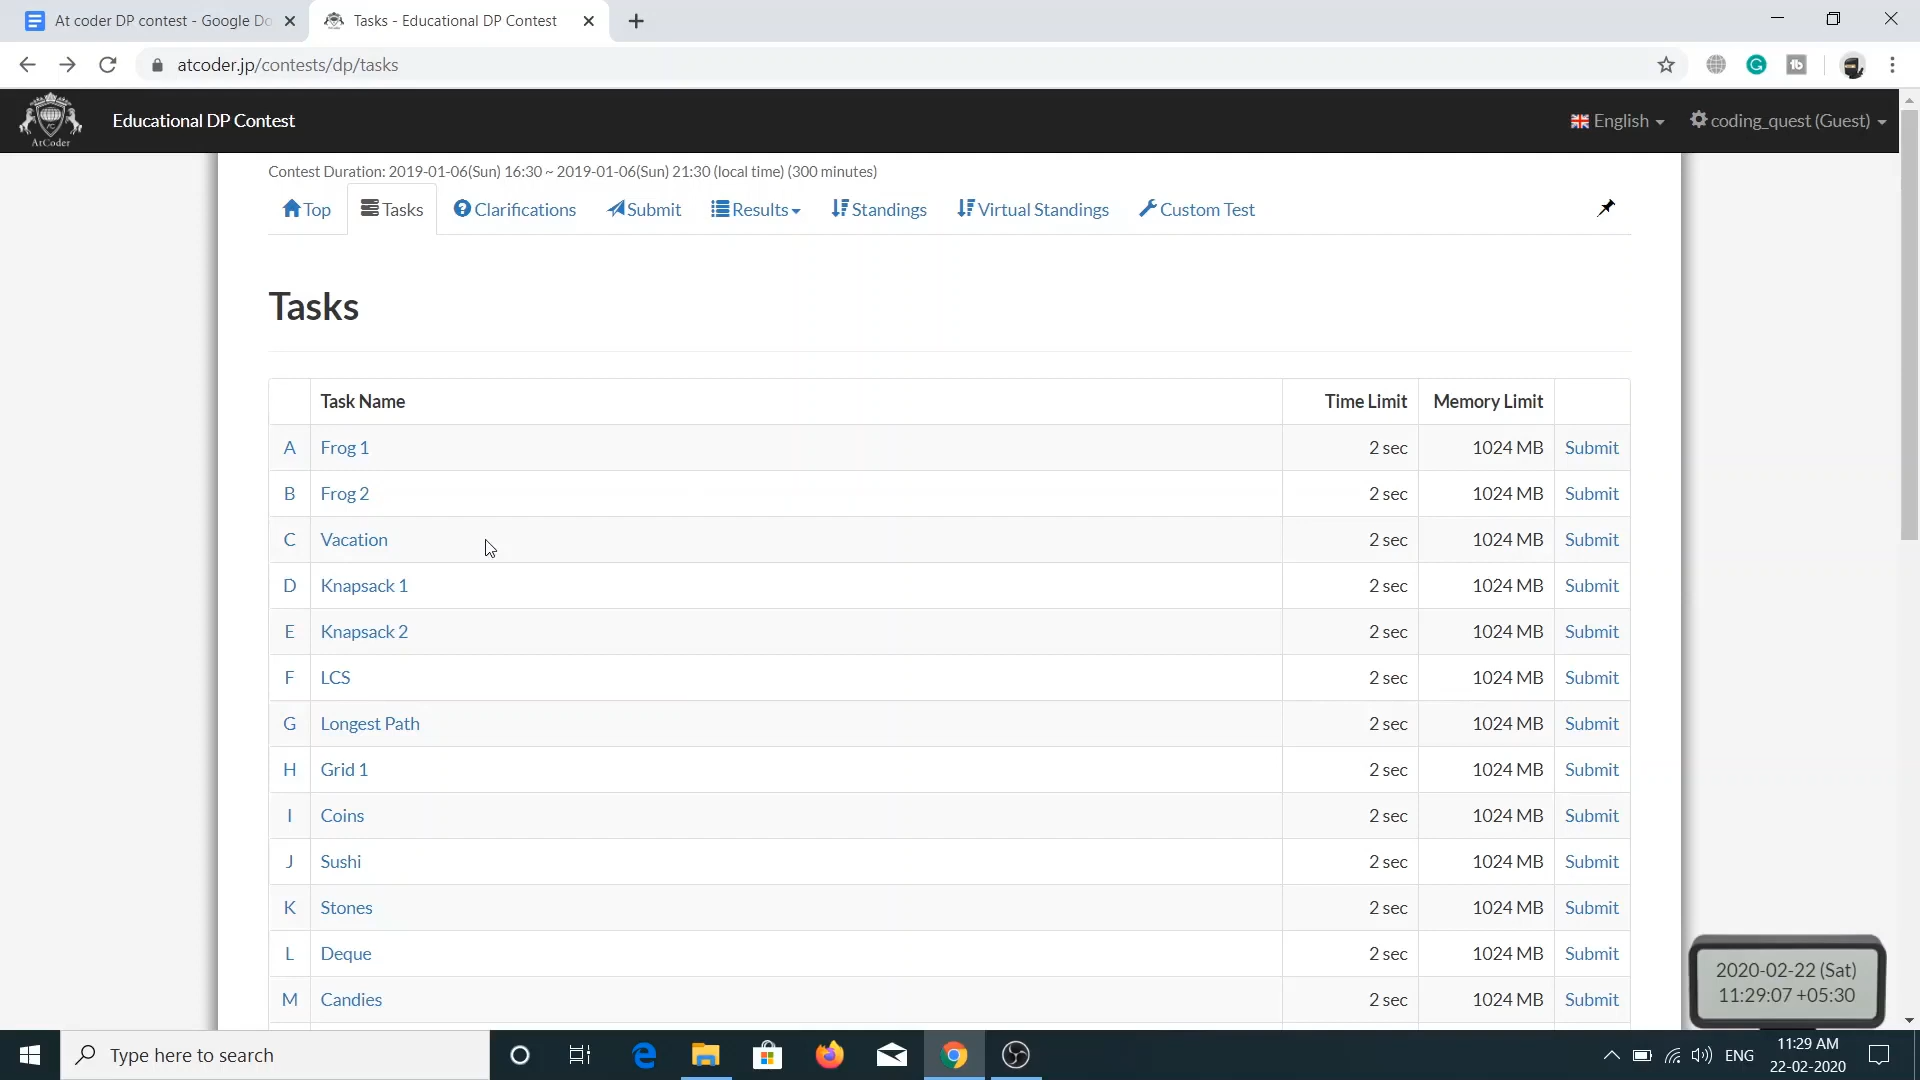 At coder DP contest - Google Do
Tasks - Educational DP Contest
atcoder.jp/contests/dp/tasks
AtCoder
Educational DP Contest
English
coding_quest (Guest)
Contest Duration: 2019-01-06(Sun) 16:30 ~ 2019-01-06(Sun) 21:30 (local time) (300 minutes)
Top Tasks Clarifications Submit Results Standings Virtual Standings Custom Test
Tasks
Task Name Time Limit Memory Limit
A Frog 1 2 sec 1024 MB Submit
B Frog 2 2 sec 1024 MB Submit
C Vacation 2 sec 1024 MB Submit
D Knapsack 1 2 sec 1024 MB Submit
E Knapsack 2 2 sec 1024 MB Submit
F LCS 2 sec 1024 MB Submit
G Longest Path 2 sec 1024 MB Submit
H Grid 1 2 sec 1024 MB Submit
I Coins 2 sec 1024 MB Submit
J Sushi 2 sec 1024 MB Submit
K Stones 2 sec 1024 MB Submit
L Deque 2 sec 1024 MB Submit
M Candies 2 sec 1024 MB Submit
2020-02-22 (Sat)
11:29:07 +05:30
Type here to search
ENG
11:29 AM
22-02-2020